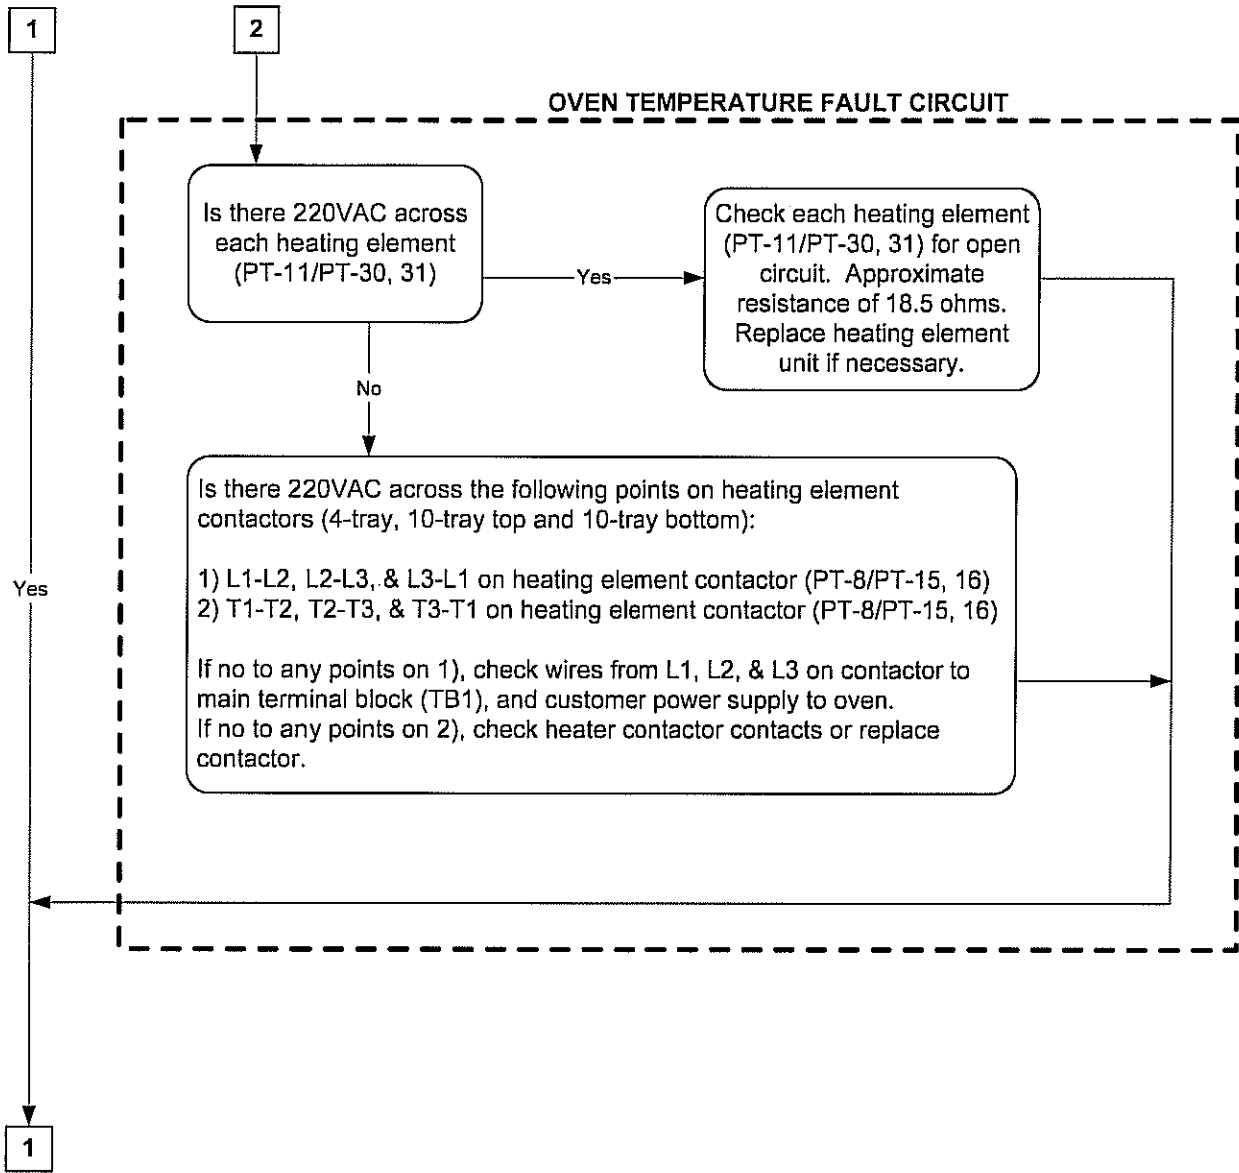 1
2
OVEN TEMPERATURE FAULT CIRCUIT
Is there 220VAC across
each heating element
(PT-11/PT-30, 31)
Yes
Check each heating element
(PT-11/PT-30, 31) for open
circuit. Approximate
resistance of 18.5 ohms.
Replace heating element
unit if necessary.
No
Is there 220VAC across the following points on heating element
contactors (4-tray, 10-tray top and 10-tray bottom):
1) L1-L2, L2-L3, & L3-L1 on heating element contactor (PT-8/PT-15, 16)
2) T1-T2, T2-T3, & T3-T1 on heating element contactor (PT-8/PT-15, 16)
If no to any points on 1), check wires from L1, L2, & L3 on contactor to
main terminal block (TB1), and customer power supply to oven.
If no to any points on 2), check heater contactor contacts or replace
contactor.
Yes
1